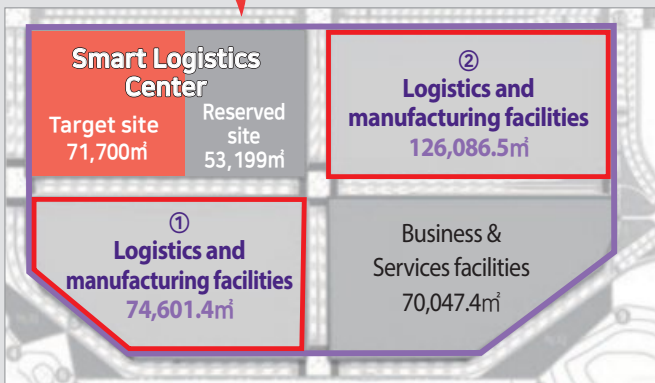 Smart Logistics
Center
Target site
71,700㎡
Reserved
site
53,199㎡
②
Logistics and
manufacturing facilities
126,086.5㎡
①
Logistics and
manufacturing facilities
74,601.4㎡
Business &
Services facilities
70,047.4㎡